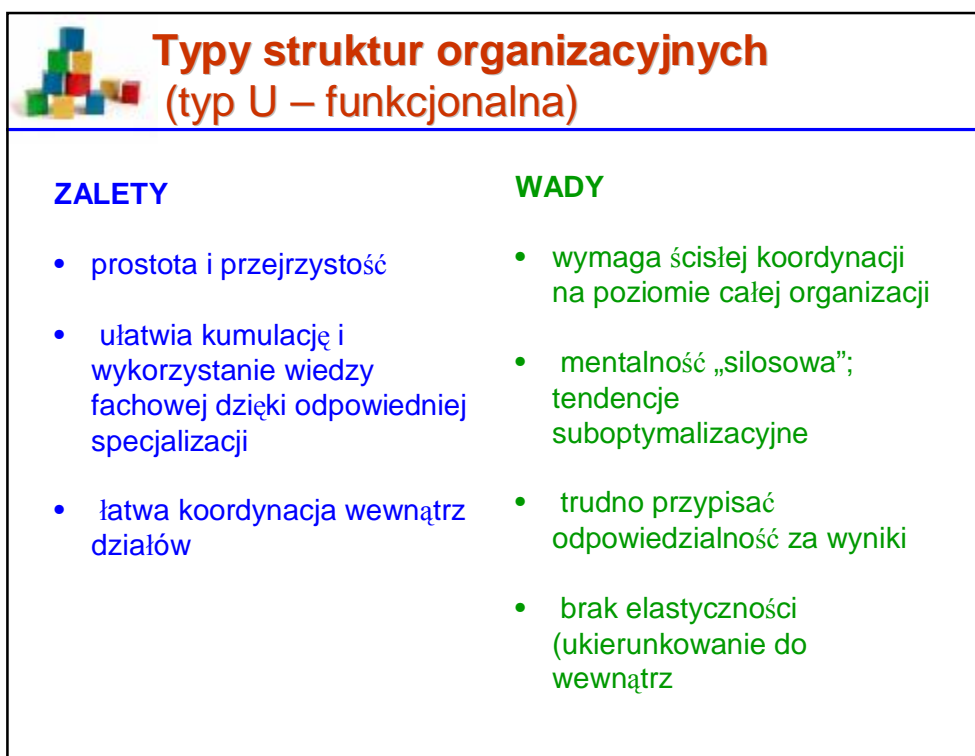 Typy struktur organizacyjnych
(typ U – funkcjonalna)
ZALETY
• prostota i przejrzystość
• ułatwia kumulację i
wykorzystanie wiedzy
fachowej dzięki odpowiedniej
specjalizacji
• łatwa koordynacja wewnątrz
działów
WADY
• wymaga ścisłej koordynacji
na poziomie całej organizacji
• mentalność „silosowa”;
tendencje
suboptymalizacyjne
• trudno przypisać
odpowiedzialność za wyniki
• brak elastyczności
(ukierunkowanie do
wewnątrz